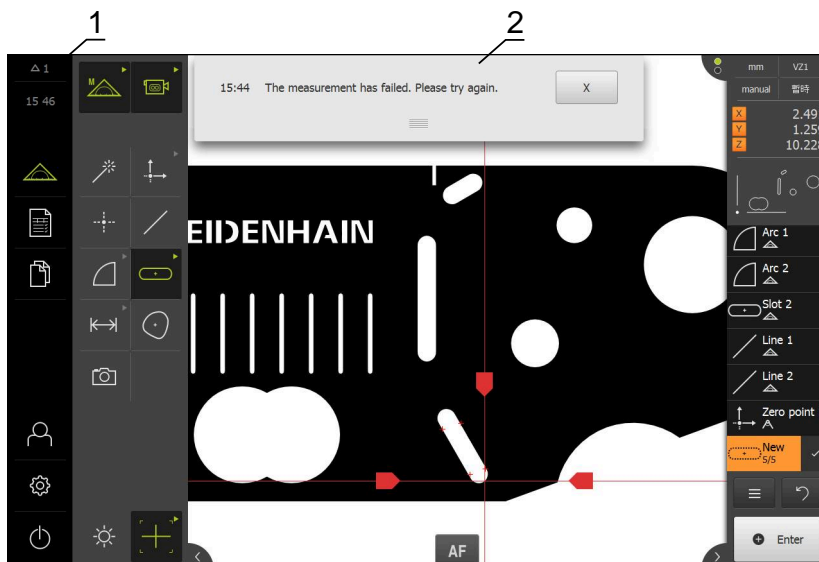 1
2
1
15 46
M
15:44 The measurement has failed. Please try again. X
mm VZ1
manual 暫時
X 2.49
Y 1.259
Z 10.228
EIDENHAIN
Arc 1
Arc 2
Slot 2
Line 1
Line 2
Zero point
New
5/5
Enter
AF